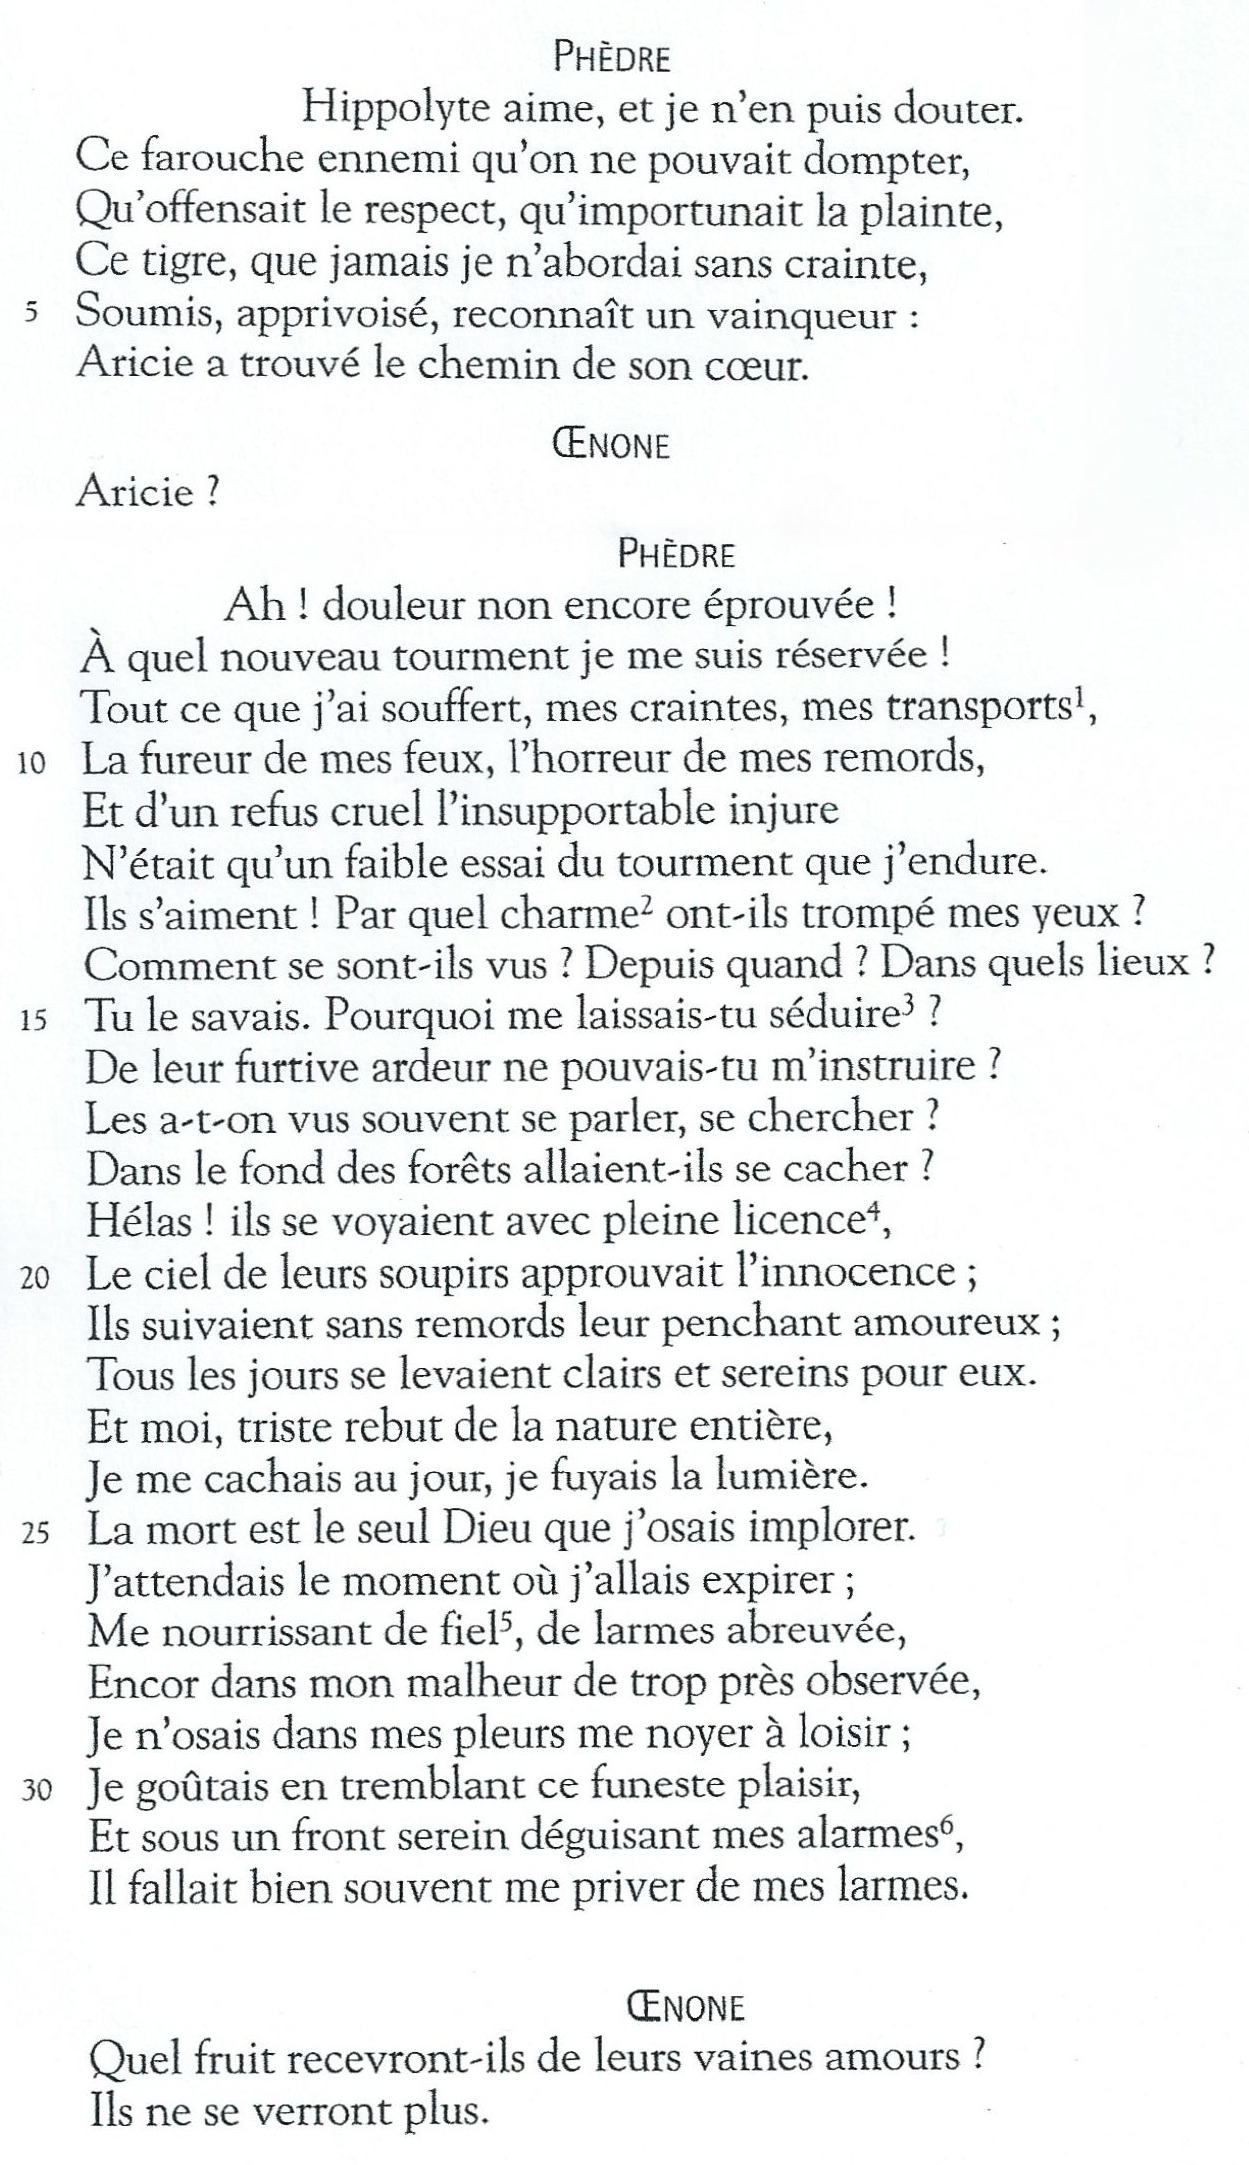 PHÈDRE
Hippolyte aime, et je n'en puis douter.
Ce farouche ennemi qu'on ne pouvait dompter,
Qu'offensait le respect, qu'importunait la plainte,
Ce tigre, que jamais je n'abordai sans crainte,
5 Soumis, apprivoisé, reconnaît un vainqueur :
Aricie a trouvé le chemin de son cœur.
ŒNONE
Aricie ?
PHÈDRE
Ah ! douleur non encore éprouvée !
À quel nouveau tourment je me suis réservée !
Tout ce que j'ai souffert, mes craintes, mes transports¹,
10 La fureur de mes feux, l'horreur de mes remords,
Et d'un refus cruel l'insupportable injure
N'était qu'un faible essai du tourment que j'endure.
Ils s'aiment ! Par quel charme² ont-ils trompé mes yeux ?
Comment se sont-ils vus ? Depuis quand ? Dans quels lieux ?
15 Tu le savais. Pourquoi me laissais-tu séduire³ ?
De leur furtive ardeur ne pouvais-tu m'instruire ?
Les a-t-on vus souvent se parler, se chercher ?
Dans le fond des forêts allaient-ils se cacher ?
Hélas ! ils se voyaient avec pleine licence⁴,
20 Le ciel de leurs soupirs approuvait l'innocence ;
Ils suivaient sans remords leur penchant amoureux ;
Tous les jours se levaient clairs et sereins pour eux.
Et moi, triste rebut de la nature entière,
Je me cachais au jour, je fuyais la lumière.
25 La mort est le seul Dieu que j'osais implorer.
J'attendais le moment où j'allais expirer ;
Me nourrissant de fiel⁵, de larmes abreuvée,
Encor dans mon malheur de trop près observée,
Je n'osais dans mes pleurs me noyer à loisir ;
30 Je goûtais en tremblant ce funeste plaisir,
Et sous un front serein déguisant mes alarmes⁶,
Il fallait bien souvent me priver de mes larmes.
ŒNONE
Quel fruit recevront-ils de leurs vaines amours ?
Ils ne se verront plus.